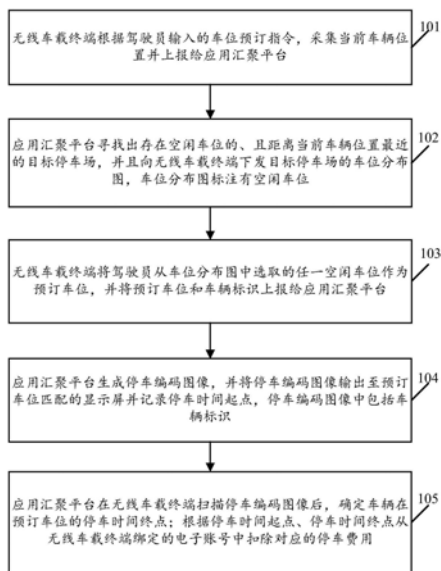 101
无线车载终端根据驾驶员输入的车位预订指令，采集当前车辆位
置并上报给应用汇聚平台
102
应用汇聚平台寻找出存在空闲车位的、且距离当前车辆位置最近
的目标停车场，并且向无线车载终端下发目标停车场的车位分布
图，车位分布图标注有空闲车位
103
无线车载终端将驾驶员从车位分布图中选取的任一空闲车位作为
预订车位，并将预订车位和车辆标识上报给应用汇聚平台
104
应用汇聚平台生成停车编码图像，并将停车编码图像输出至预订
车位匹配的显示屏并记录停车时间起点，停车编码图像中包括车
辆标识
105
应用汇聚平台在无线车载终端扫描停车编码图像后，确定车辆在
预订车位的停车时间终点；根据停车时间起点、停车时间终点从
无线车载终端绑定的电子账号中扣除对应的停车费用